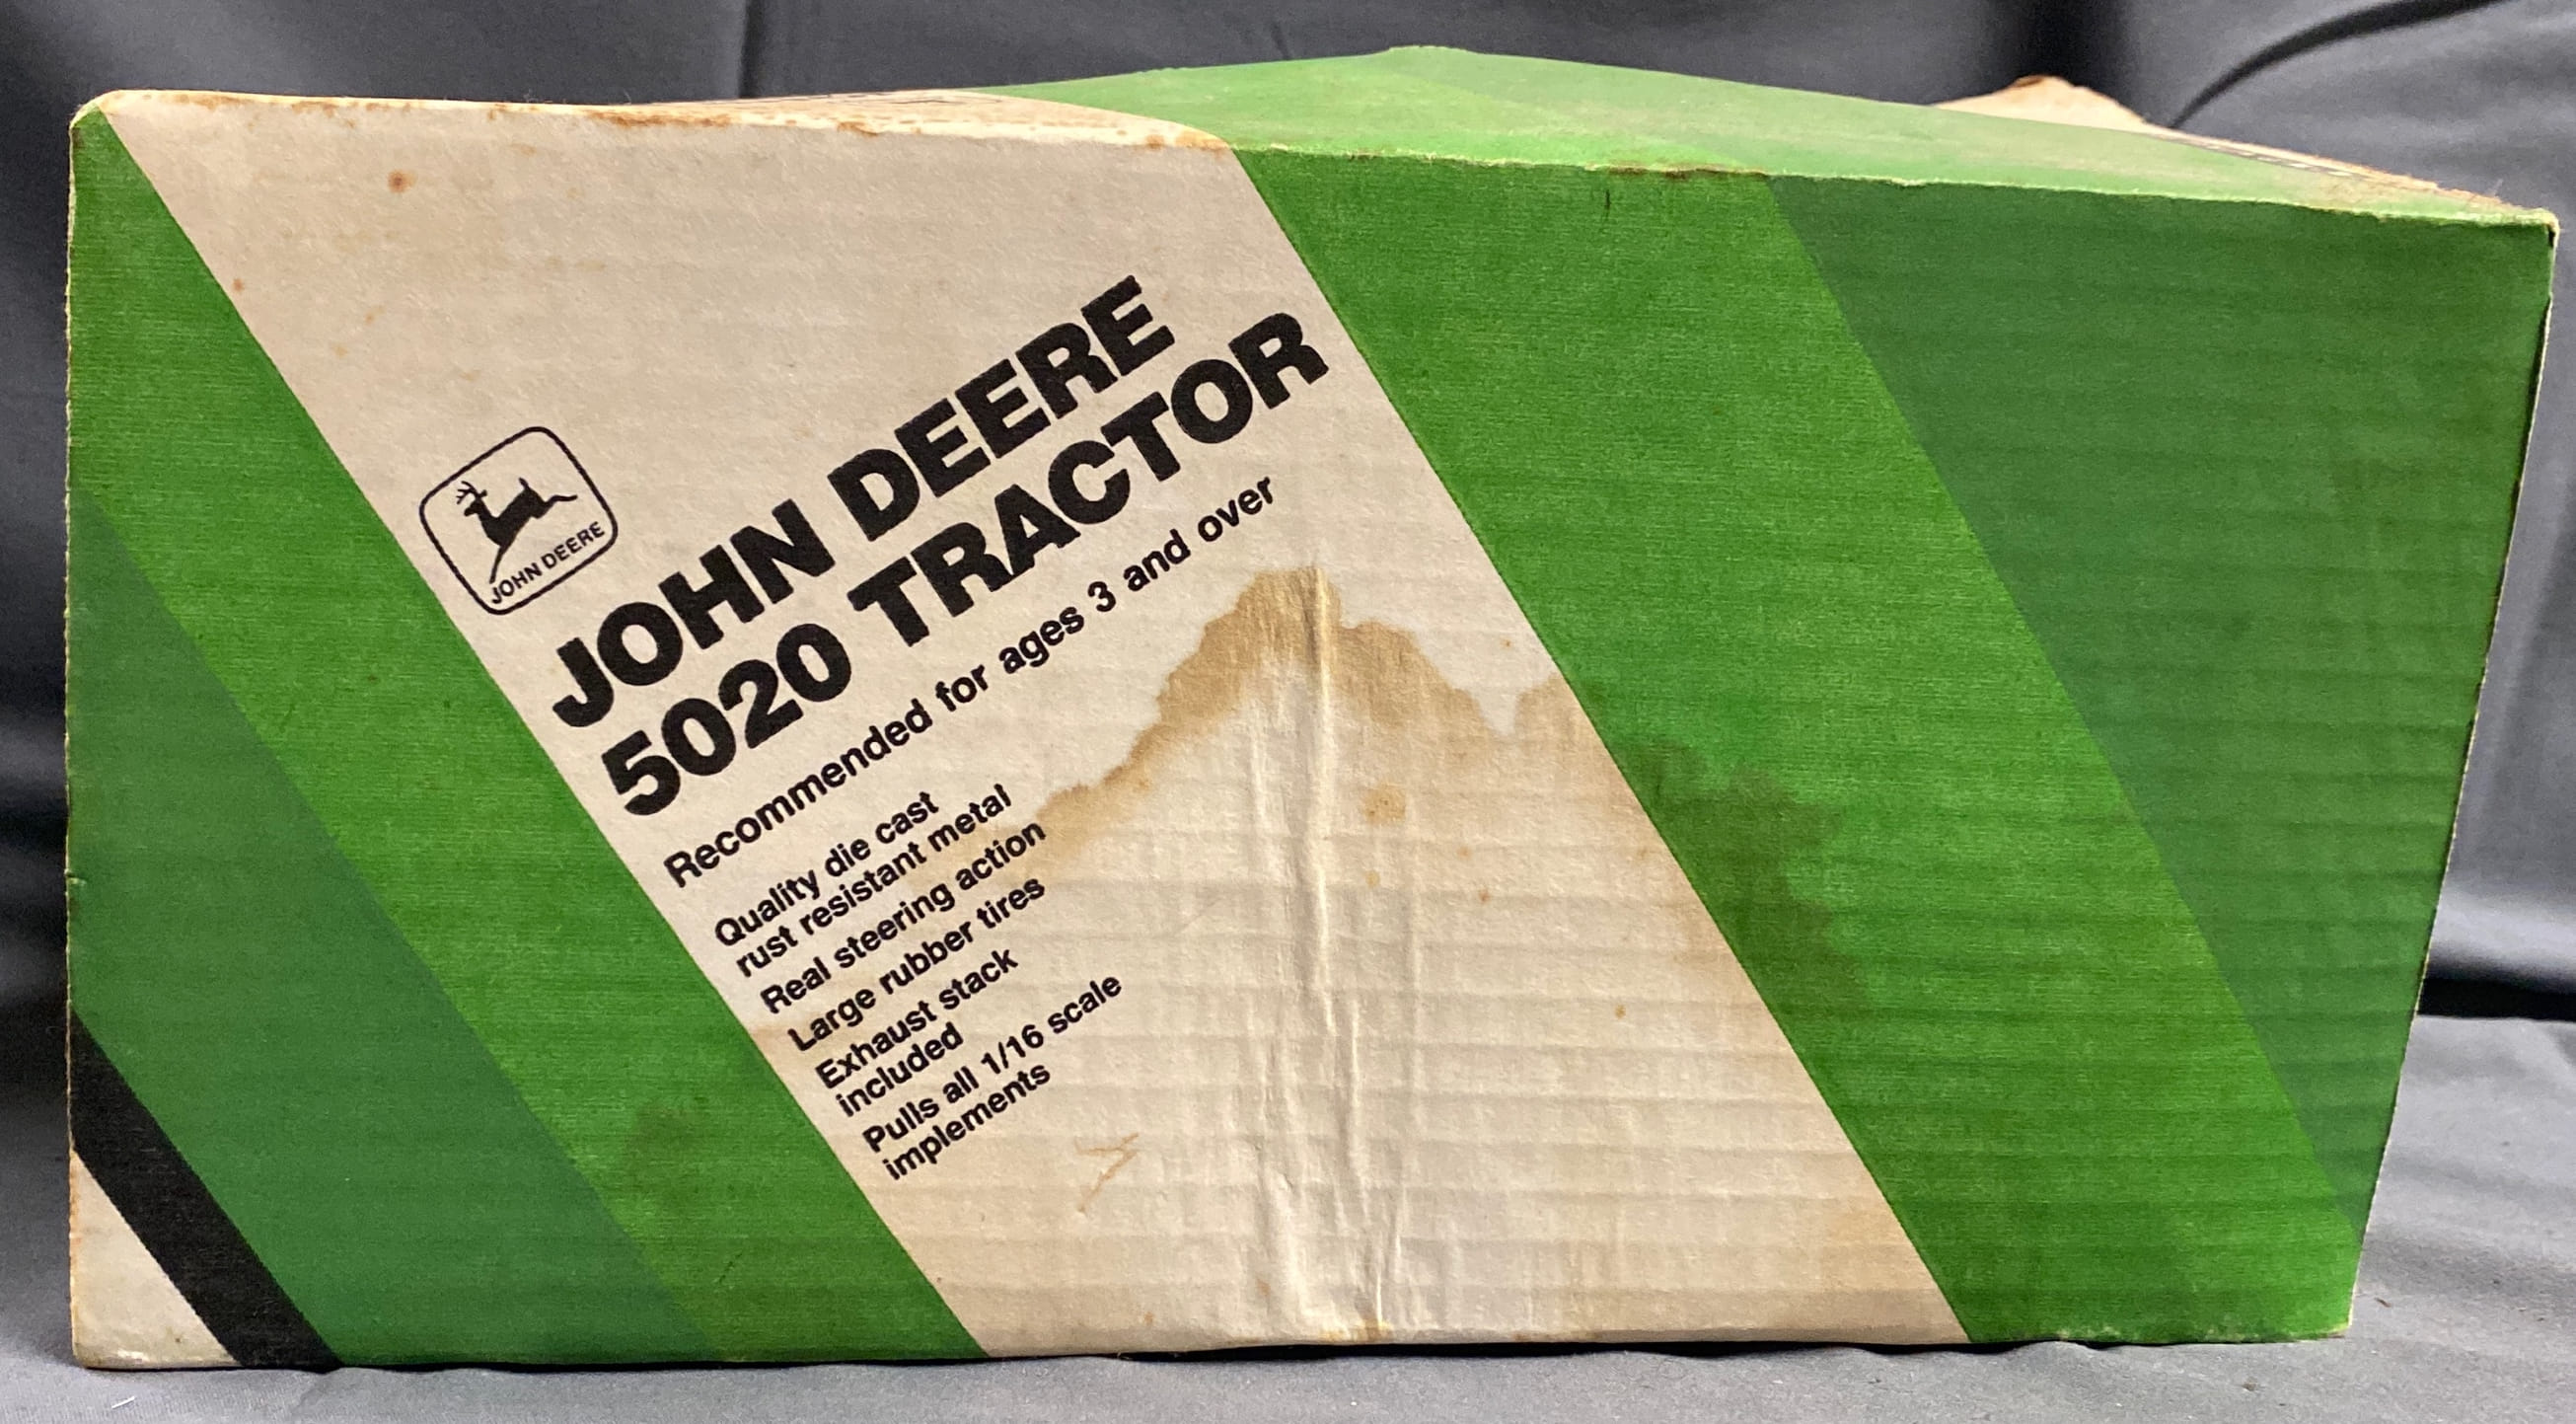 JOHN DEERE
JOHN DEERE
5020 TRACTOR
Recommended for ages 3 and over
Quality die cast
rust resistant metal
Real steering action
Large rubber tires
Exhaust stack
included
Pulls all 1/16 scale
implements